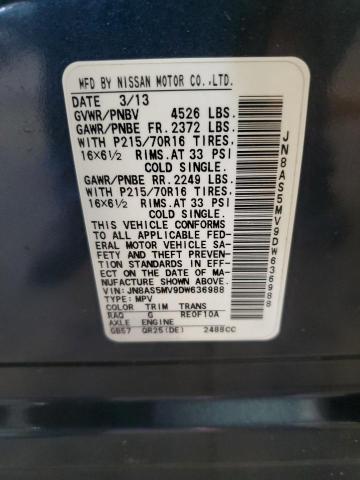 MFD BY NISSAN MOTOR CO.,LTD.
DATE 3/13
GVWR/PNBV 4526 LBS.
GAWR/PNBE FR. 2372 LBS.
WITH P215/70R16 TIRES,
16X6½ RIMS.AT 33 PSI
COLD SINGLE.
GAWR/PNBE RR. 2249 LBS.
WITH P215/70R16 TIRES,
16X6½ RIMS.AT 33 PSI
COLD SINGLE.
THIS VEHICLE CONFORMS
TO ALL APPLICABLE FED-
ERAL MOTOR VEHICLE SA-
FETY AND THEFT PREVENTION
STANDARDS IN EFFECT
ON THE DATE OF MA-
NUFACTURE SHOWN ABOVE.
VIN: JN8AS5MV9DW636988
TYPE: MPV
COLOR TRIM TRANS
RAQ G RE0F10A
AXLE ENGINE
GB57 QR25(DE) 2488CC
JN8AS5MV9DW636988